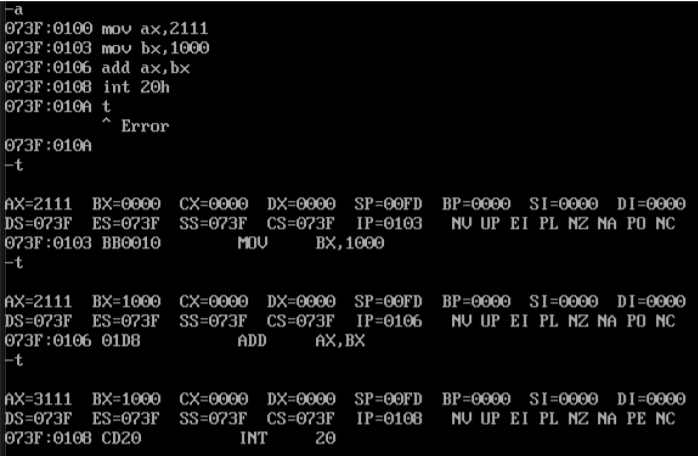 -a
073F:0100 mov ax,2111
073F:0103 mov bx,1000
073F:0106 add ax,bx
073F:0108 int 20h
073F:010A t
^ Error
073F:010A
-t
AX=2111 BX=0000 CX=0000 DX=0000 SP=00FD BP=0000 SI=0000 DI=0000
DS=073F ES=073F SS=073F CS=073F IP=0103 NV UP EI PL NZ NA PO NC
073F:0103 BB0010 MOV BX,1000
-t
AX=2111 BX=1000 CX=0000 DX=0000 SP=00FD BP=0000 SI=0000 DI=0000
DS=073F ES=073F SS=073F CS=073F IP=0106 NV UP EI PL NZ NA PO NC
073F:0106 01D8 ADD AX,BX
-t
AX=3111 BX=1000 CX=0000 DX=0000 SP=00FD BP=0000 SI=0000 DI=0000
DS=073F ES=073F SS=073F CS=073F IP=0108 NV UP EI PL NZ NA PE NC
073F:0108 CD20 INT 20